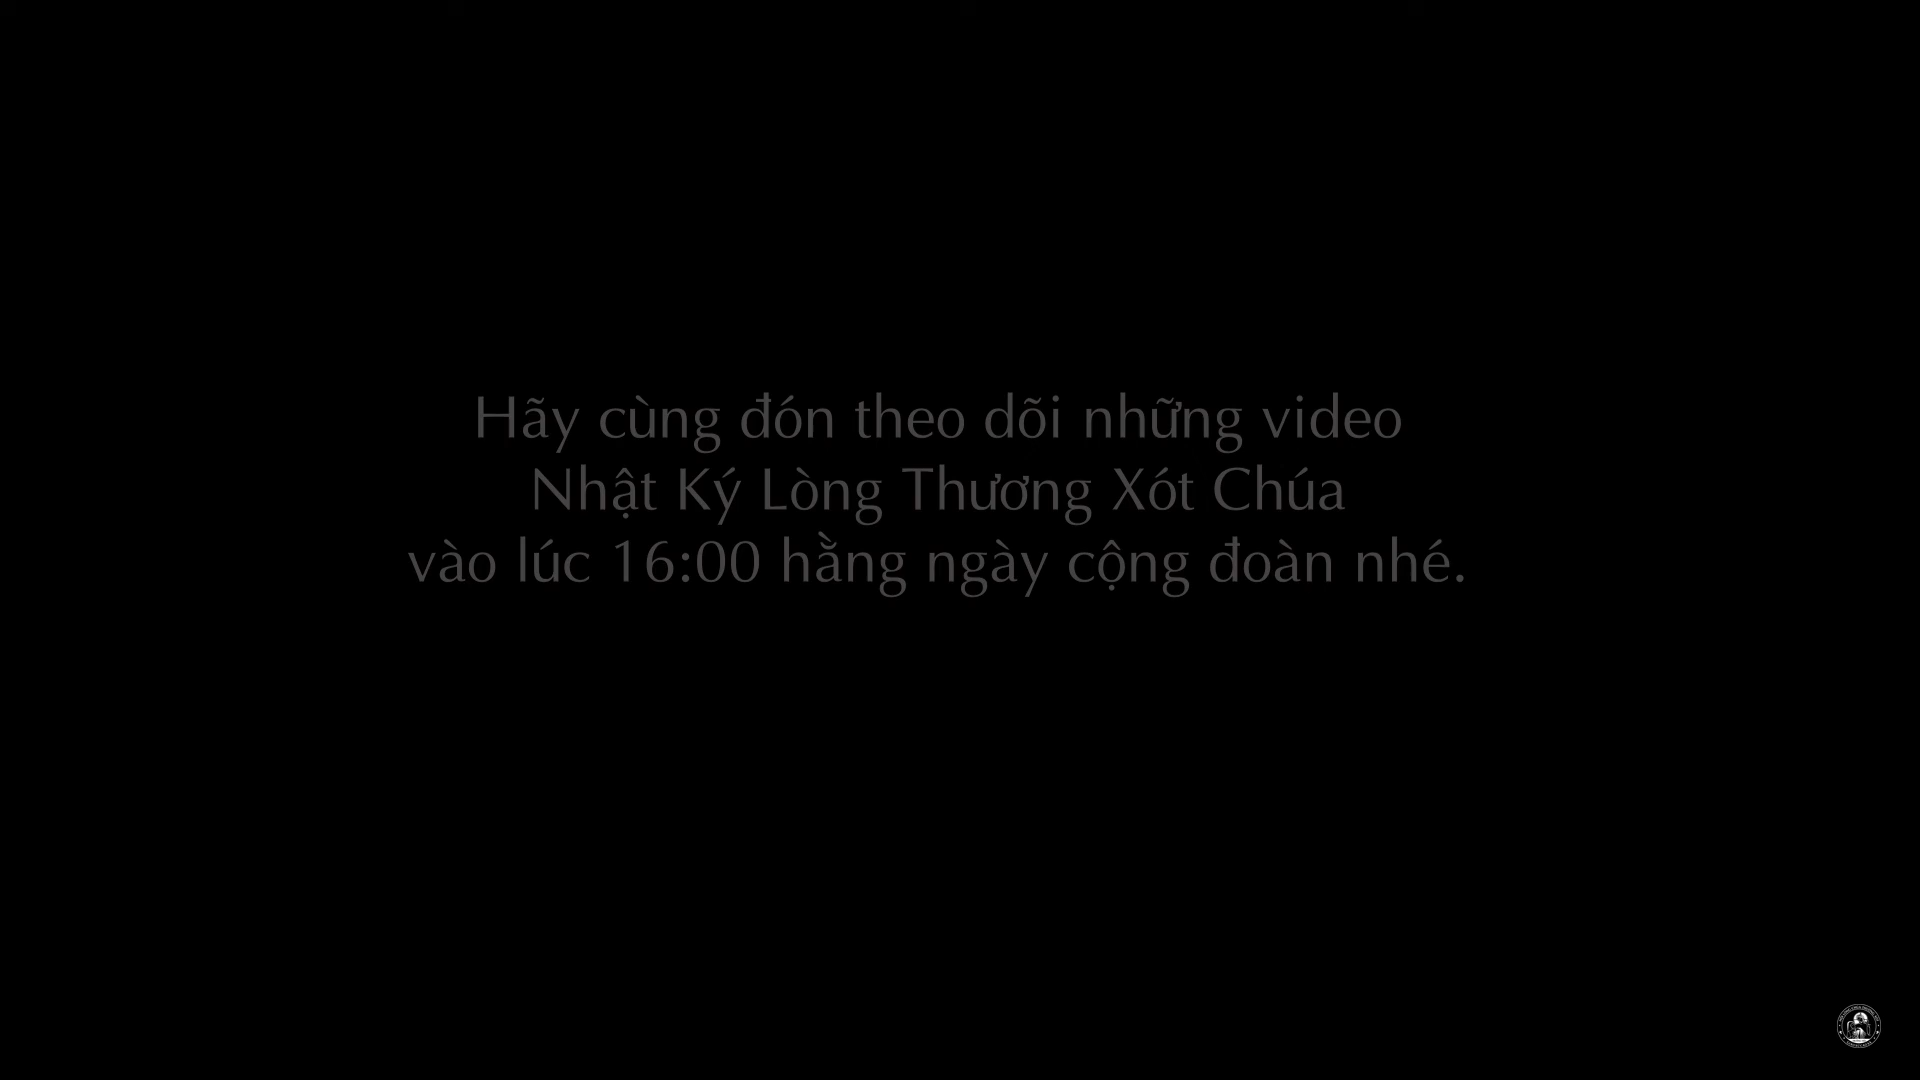 Hãy cùng đón theo dõi những video
Nhật Ký Lòng Thương Xót Chúa
vào lúc 16:00 hằng ngày cộng đoàn nhé.